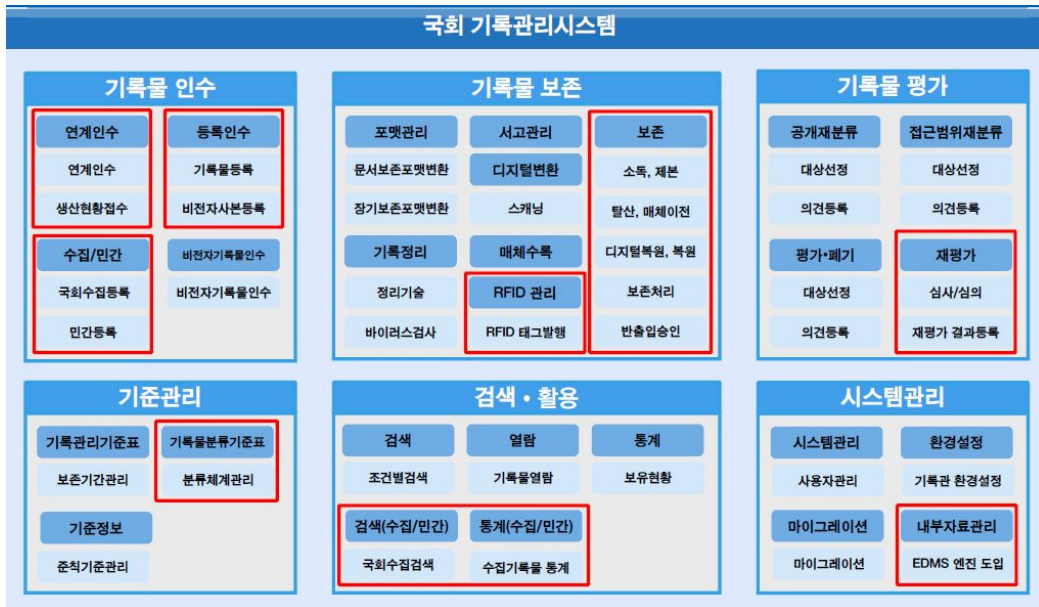 국회 기록관리시스템
기록물 인수
연계인수
등록인수
연계인수
기록물등록
생산현황접수
비전자사본등록
수집/민간
비전자기록물인수
국회수집등록
비전자기록물인수
민간등록
기록물 보존
포맷관리
서고관리
보존
문서보존포맷변환
디지털변환
소독, 제본
장기보존포맷변환
스캐닝
탈산, 매체이전
기록정리
매체수록
디지털복원, 복원
정리기술
RFID 관리
보존처리
바이러스검사
RFID 태그발행
반출입승인
기록물 평가
공개재분류
접근범위재분류
대상선정
대상선정
의견등록
의견등록
평가•폐기
재평가
대상선정
심사/심의
의견등록
재평가 결과등록
기준관리
기록관리기준표
기록물분류기준표
보존기간관리
분류체계관리
기준정보
준칙기준관리
검색 • 활용
검색
열람
통계
조건별검색
기록물열람
보유현황
검색(수집/민간)
통계(수집/민간)
국회수집검색
수집기록물 통계
시스템관리
시스템관리
환경설정
사용자관리
기록관 환경설정
마이그레이션
내부자료관리
마이그레이션
EDMS 엔진 도입